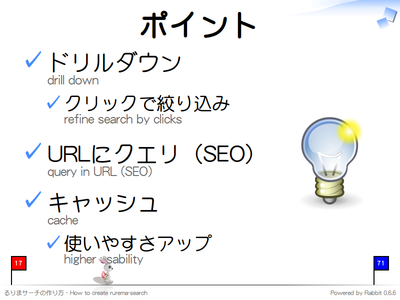 ポイント
ドリルダウン
drill down
クリックで絞り込み
refine search by clicks
URLにクエリ（SEO）
query in URL (SEO)
キャッシュ
cache
使いやすさアップ
higher usability
17
71
るりまサーチの作り方 - How to create rurema-search
Powered by Rabbit 0.6.6